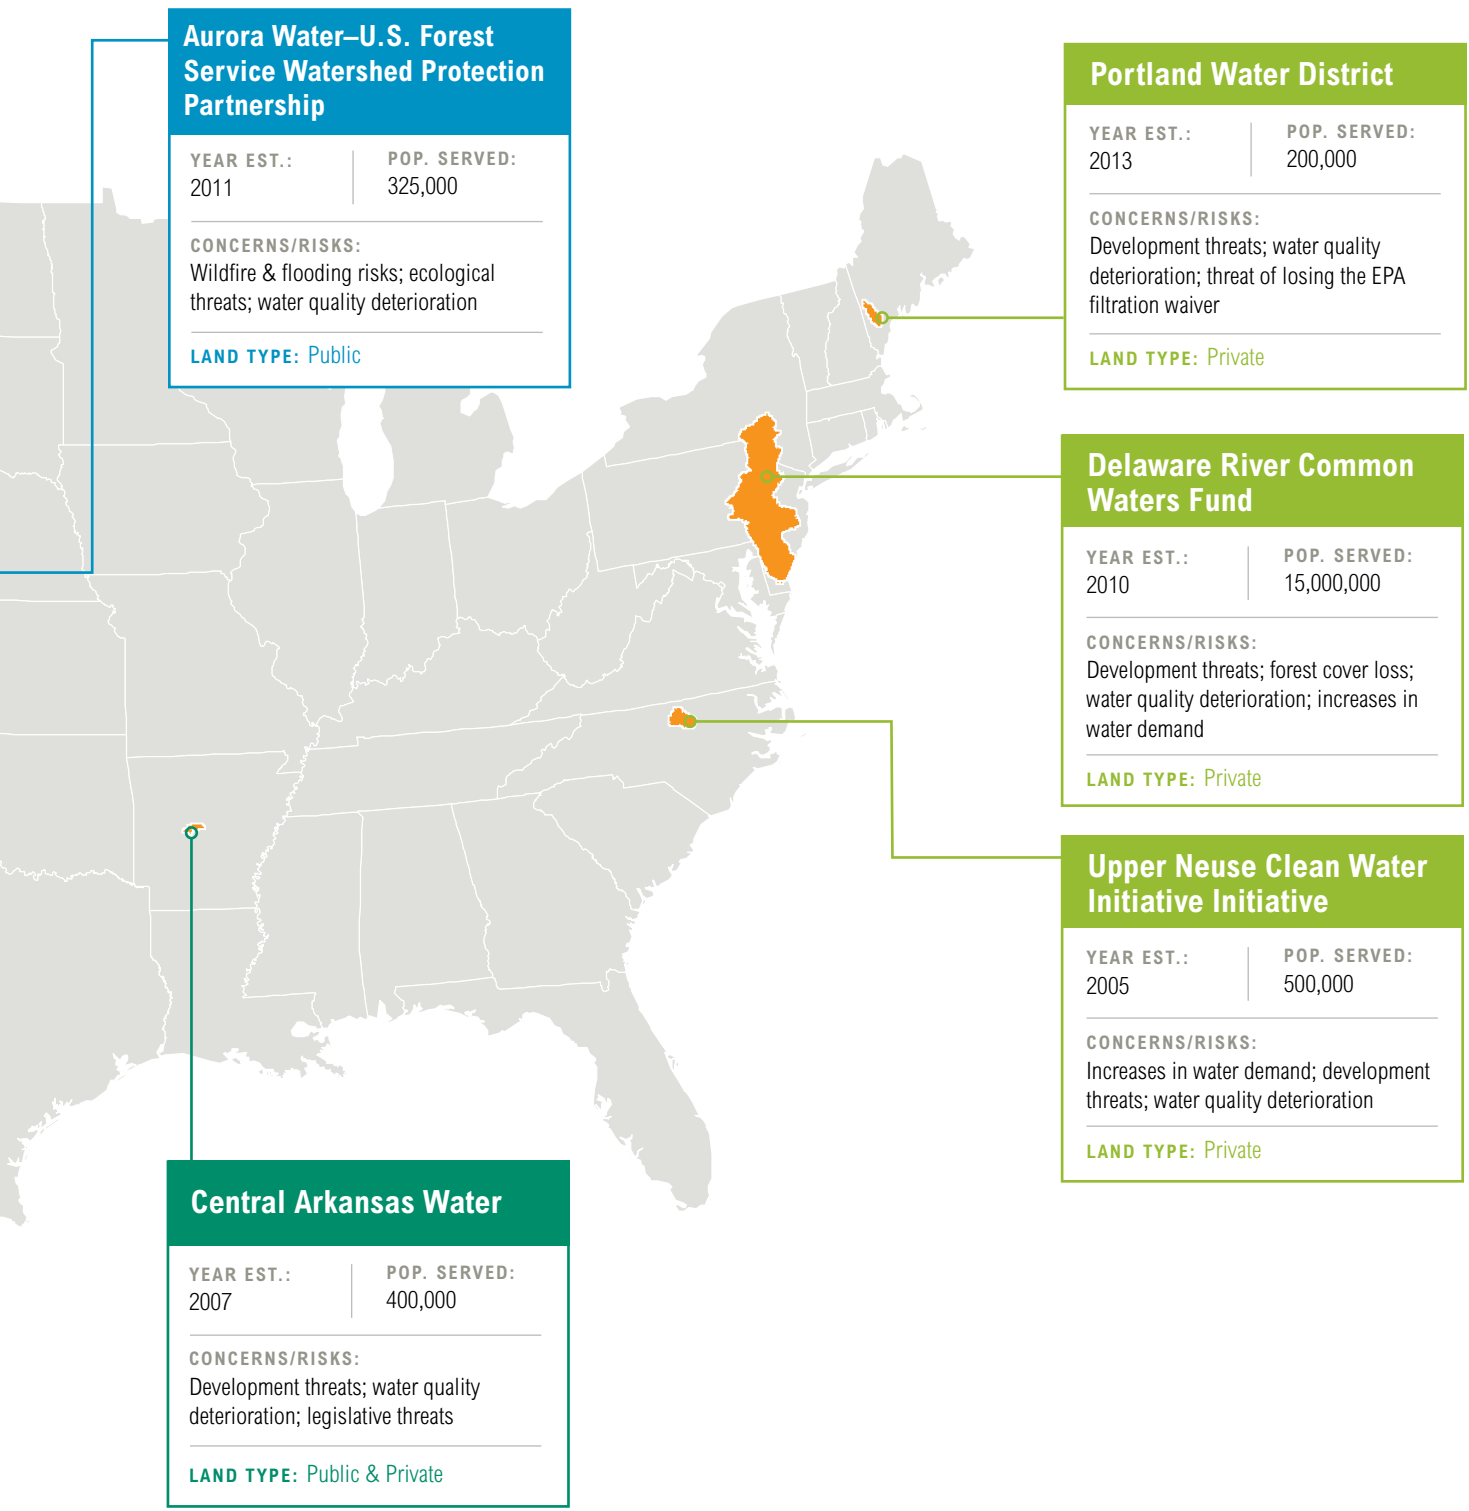 Aurora Water–U.S. Forest
Service Watershed Protection
Partnership
YEAR EST.:
2011
POP. SERVED:
325,000
CONCERNS/RISKS:
Wildfire & flooding risks; ecological
threats; water quality deterioration
LAND TYPE: Public
Portland Water District
YEAR EST.:
2013
POP. SERVED:
200,000
CONCERNS/RISKS:
Development threats; water quality
deterioration; threat of losing the EPA
filtration waiver
LAND TYPE: Private
Delaware River Common
Waters Fund
YEAR EST.:
2010
POP. SERVED:
15,000,000
CONCERNS/RISKS:
Development threats; forest cover loss;
water quality deterioration; increases in
water demand
LAND TYPE: Private
Upper Neuse Clean Water
Initiative Initiative
YEAR EST.:
2005
POP. SERVED:
500,000
CONCERNS/RISKS:
Increases in water demand; development
threats; water quality deterioration
LAND TYPE: Private
Central Arkansas Water
YEAR EST.:
2007
POP. SERVED:
400,000
CONCERNS/RISKS:
Development threats; water quality
deterioration; legislative threats
LAND TYPE: Public & Private